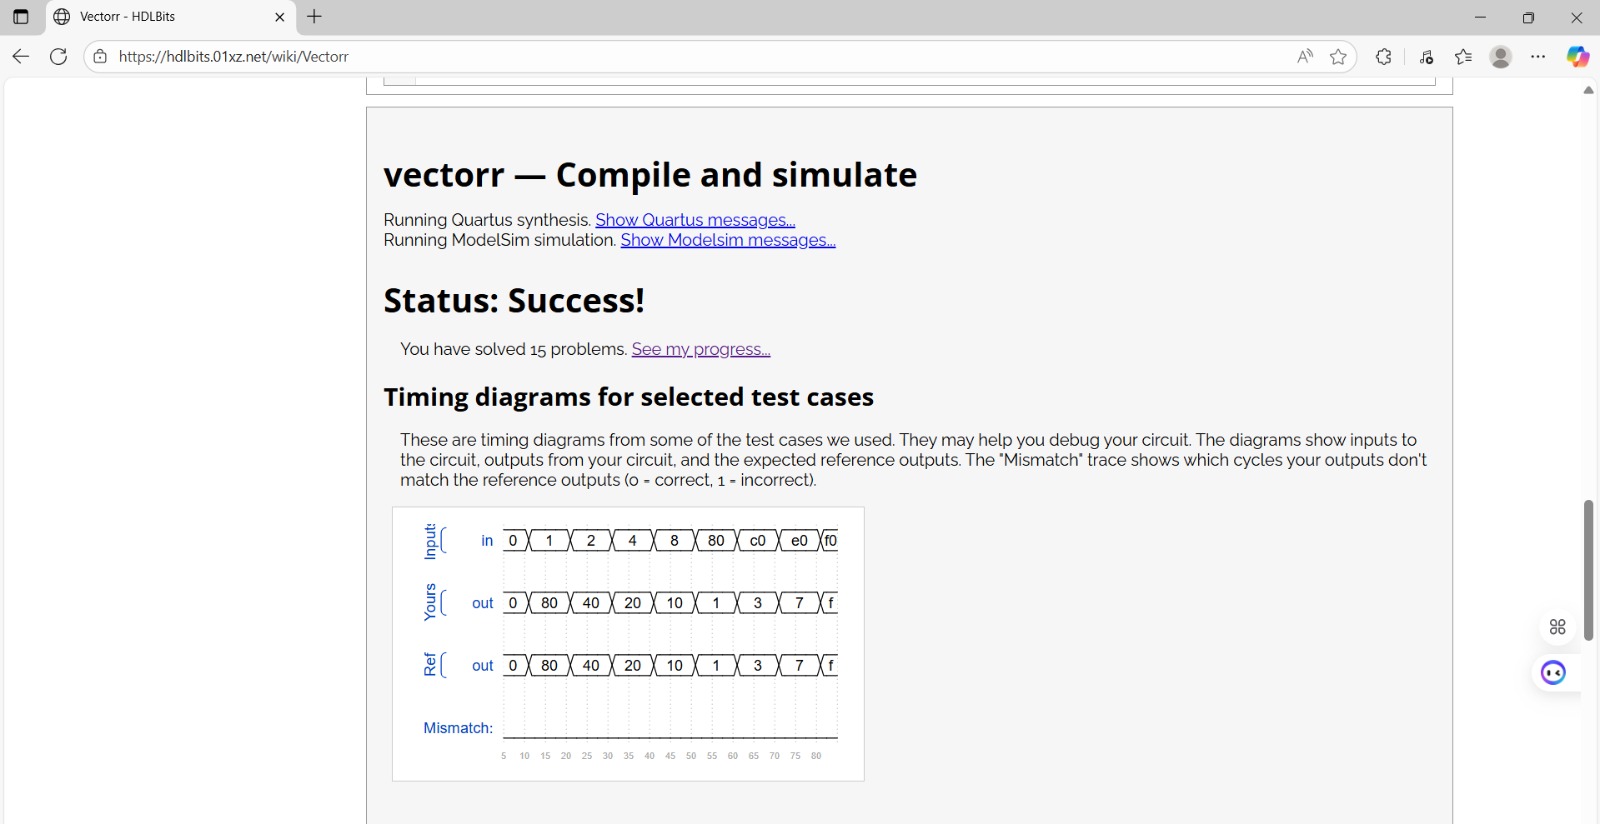 Vectorr - HDLBits
https://hdlbits.01xz.net/wiki/Vectorr
vectorr — Compile and simulate
Running Quartus synthesis. Show Quartus messages...
Running ModelSim simulation. Show Modelsim messages...
Status: Success!
You have solved 15 problems. See my progress...
Timing diagrams for selected test cases
These are timing diagrams from some of the test cases we used. They may help you debug your circuit. The diagrams show inputs to
the circuit, outputs from your circuit, and the expected reference outputs. The "Mismatch" trace shows which cycles your outputs don't
match the reference outputs (0 = correct, 1 = incorrect).
Inputs in 0 1 2 4 8 80 c0 e0 f0
Yours out 0 80 40 20 10 1 3 7 f
Ref out 0 80 40 20 10 1 3 7 f
Mismatch:
5 10 15 20 25 30 35 40 45 50 55 60 65 70 75 80